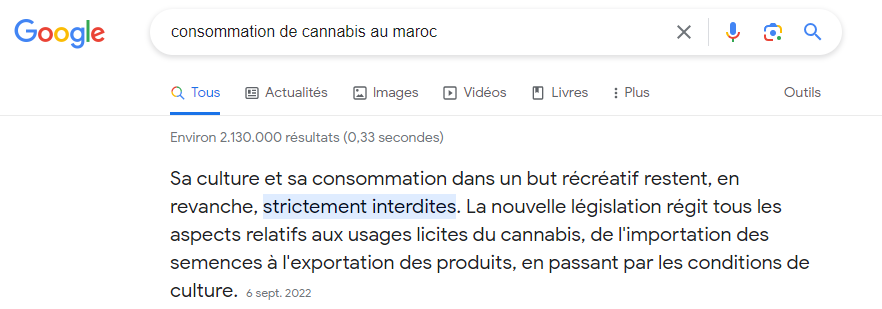 Google
consommation de cannabis au maroc
Tous Actualités Images Vidéos Livres Plus Outils
Environ 2.130.000 résultats (0,33 secondes)
Sa culture et sa consommation dans un but récréatif restent, en
revanche, strictement interdites. La nouvelle législation régit tous les
aspects relatifs aux usages licites du cannabis, de l'importation des
semences à l'exportation des produits, en passant par les conditions de
culture. 6 sept. 2022